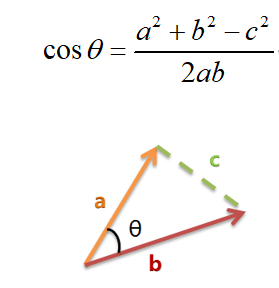 cos θ = (a² + b² − c²) / 2ab
c
a
θ
b